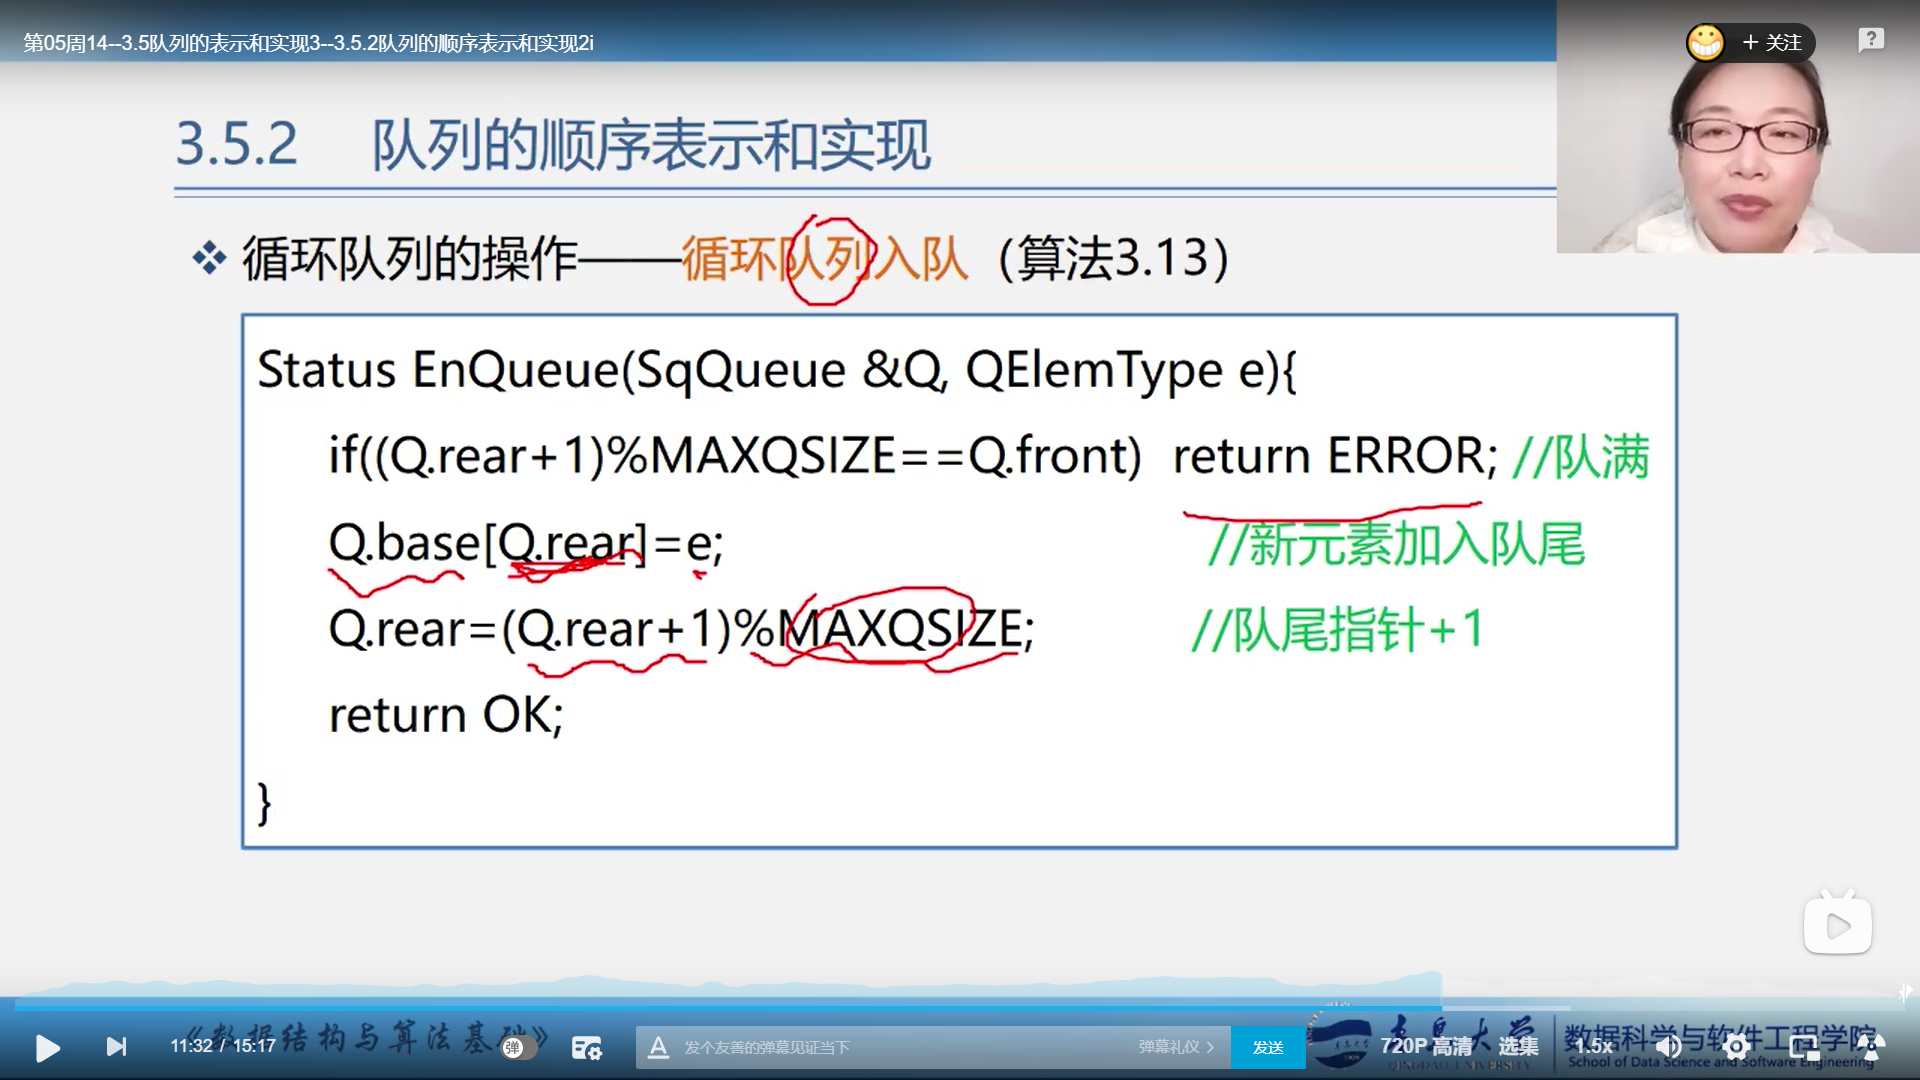 第05周14--3.5队列的表示和实现3--3.5.2队列的顺序表示和实现2i
+ 关注
?
3.5.2 队列的顺序表示和实现
❖ 循环队列的操作——循环队列入队（算法3.13）
Status EnQueue(SqQueue &Q, QElemType e){
if((Q.rear+1)%MAXQSIZE==Q.front) return ERROR; //队满
Q.base[Q.rear]=e; //新元素加入队尾
Q.rear=(Q.rear+1)%MAXQSIZE; //队尾指针+1
return OK;
}
《数据结构与算法基础》
11:32 / 15:17
弹
A 发个友善的弹幕见证当下
弹幕礼仪 >
发送
青岛大学
QINGDAO UNIVERSITY
720P 高清
选集
1.5x
数据科学与软件工程学院
School of Data Science and Software Engineering